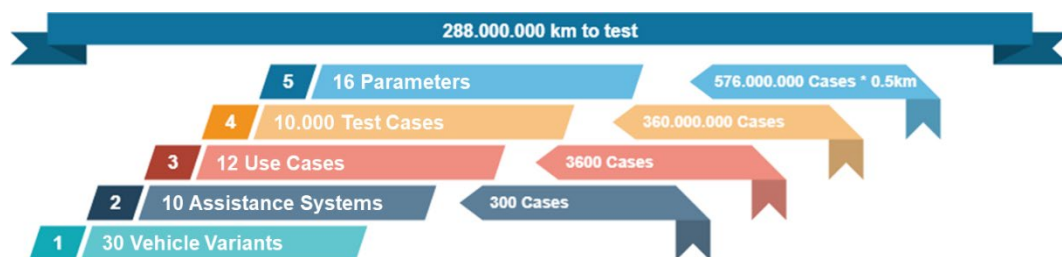 288.000.000 km to test
5 16 Parameters 576.000.000 Cases * 0.5km
4 10.000 Test Cases 360.000.000 Cases
3 12 Use Cases 3600 Cases
2 10 Assistance Systems 300 Cases
1 30 Vehicle Variants